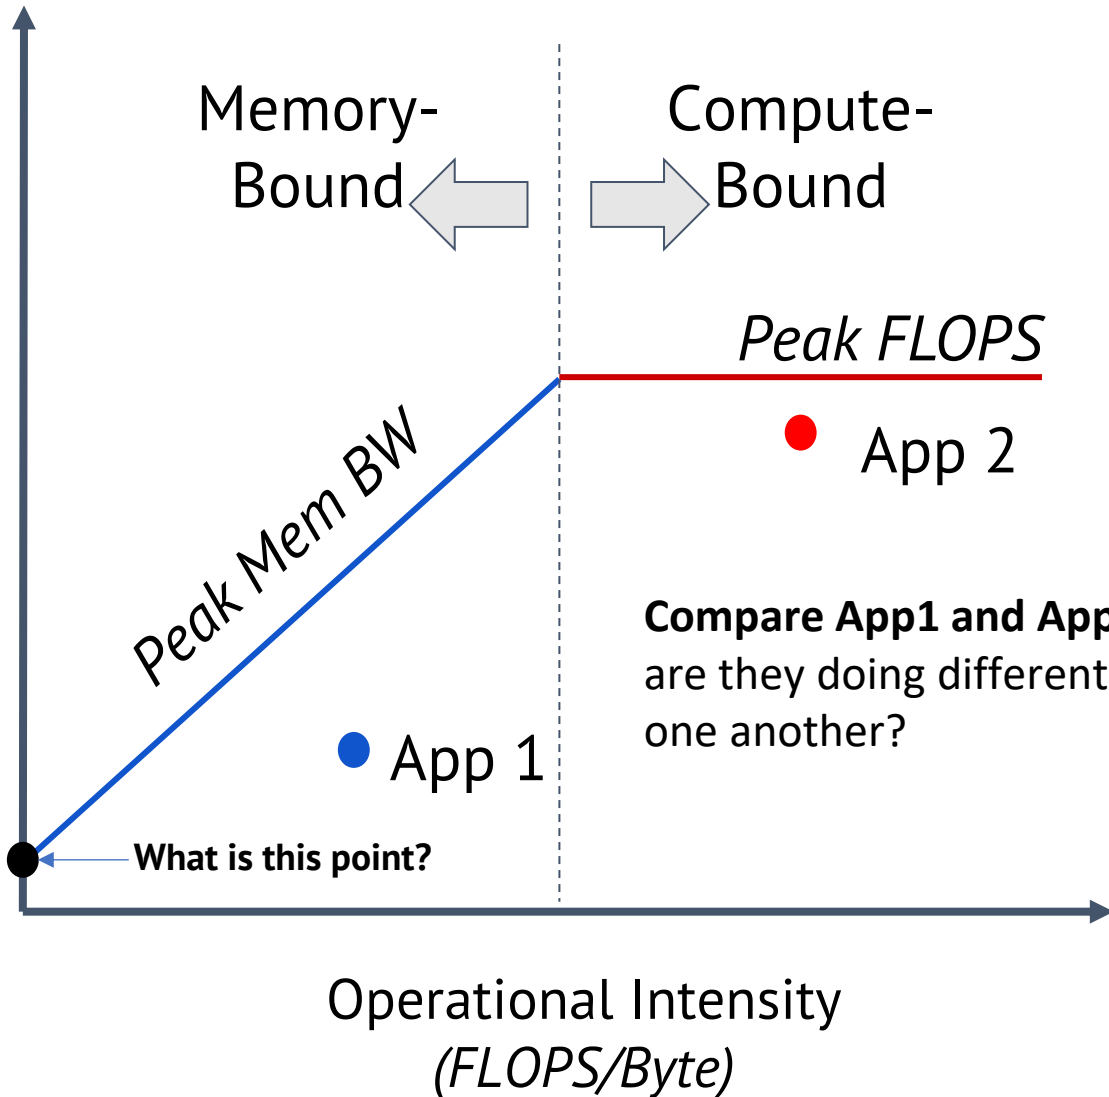 Memory-
Bound
Compute-
Bound
Peak FLOPS
Peak Mem BW
App 2
Compare App1 and App
are they doing different
one another?
App 1
What is this point?
Operational Intensity
(FLOPS/Byte)